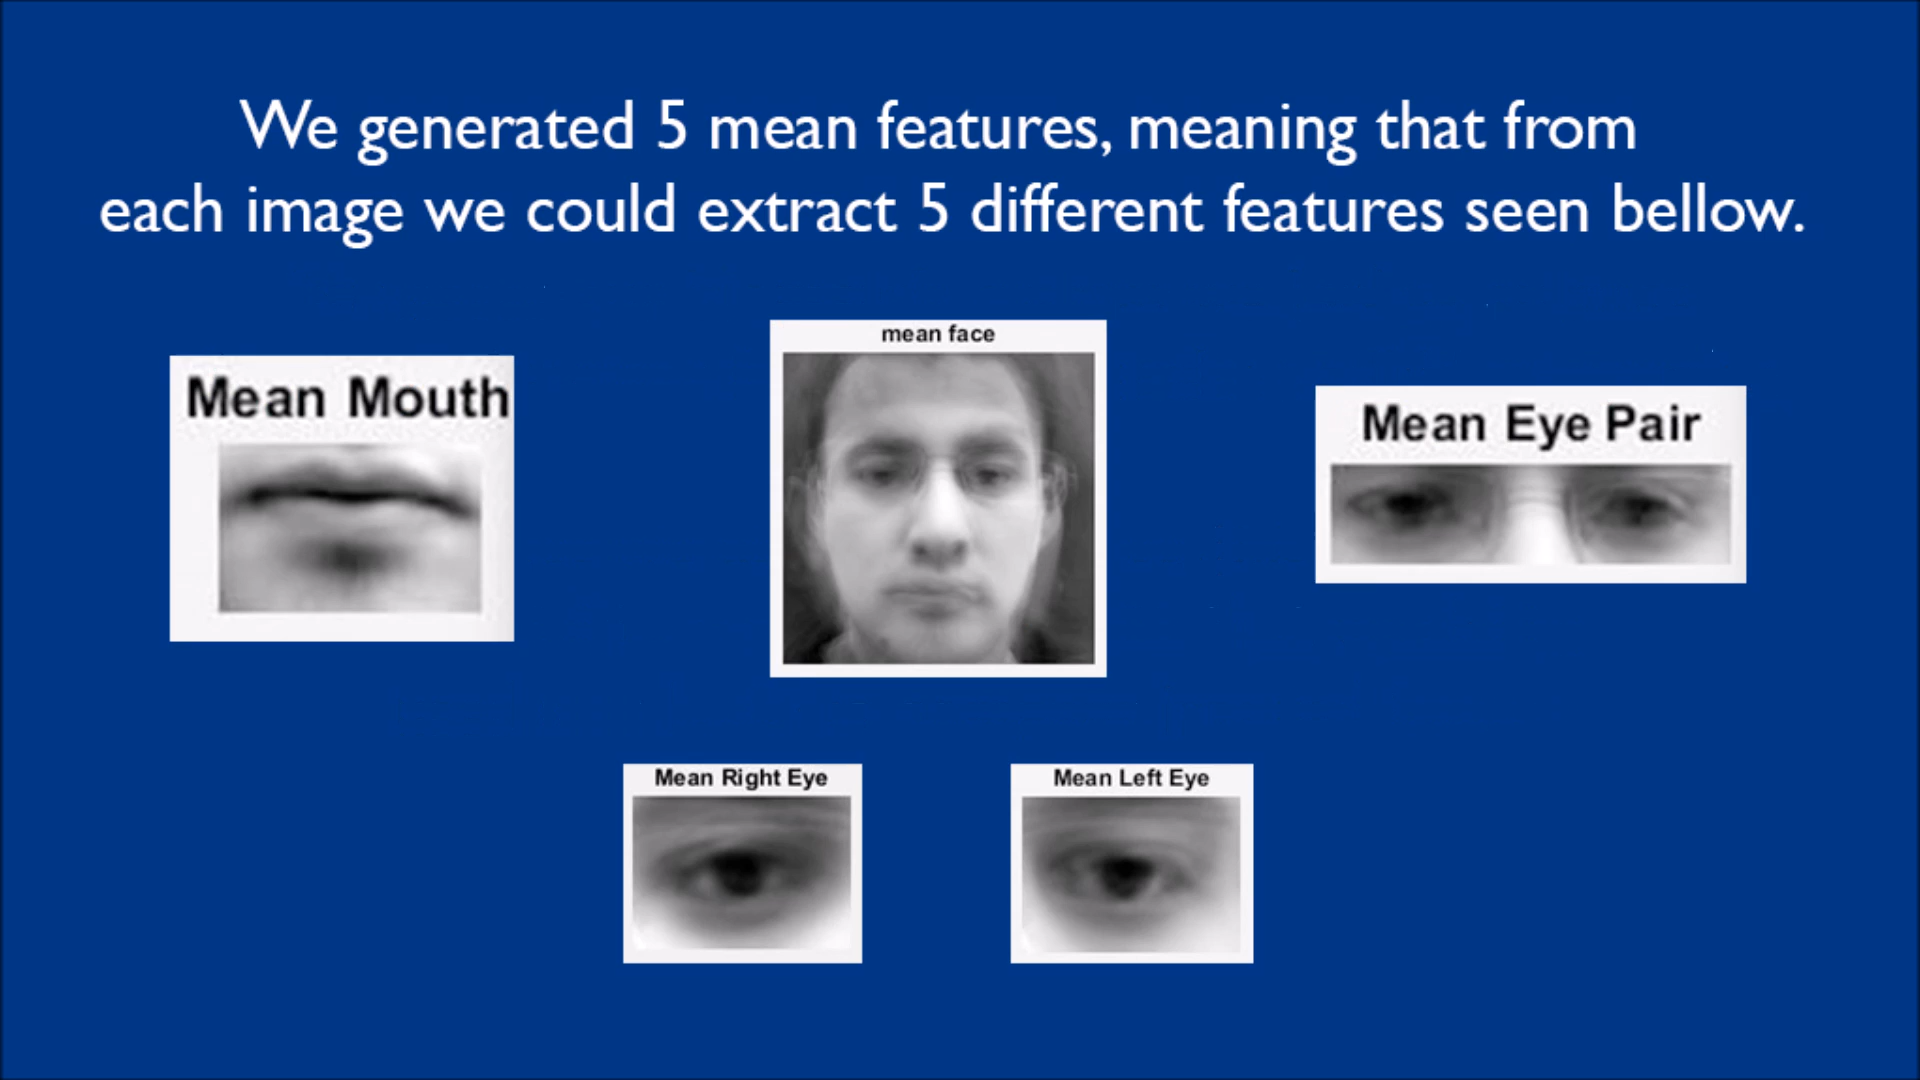 We generated 5 mean features, meaning that from
each image we could extract 5 different features seen bellow.
mean face
Mean Mouth
Mean Eye Pair
Mean Right Eye
Mean Left Eye